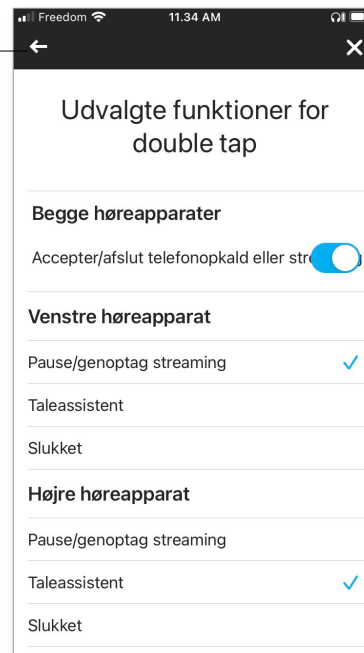 Freedom 11.34 AM
Udvalgte funktioner for
double tap
Begge høreapparater
Accepter/afslut telefonopkald eller
Venstre høreapparat
Pause/genoptag streaming
Taleassistent
Slukket
Højre høreapparat
Pause/genoptag streaming
Taleassistent
Slukket